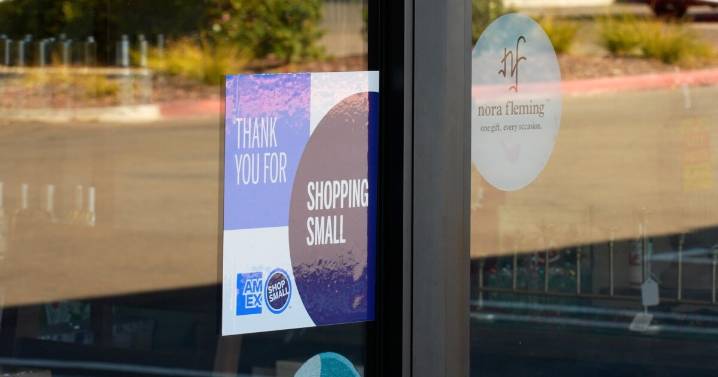 THANK
YOU FOR
SHOPPING
SMALL
AM
EX
SHOP
SMALL
nf
nora fleming
one gift. every occasion.